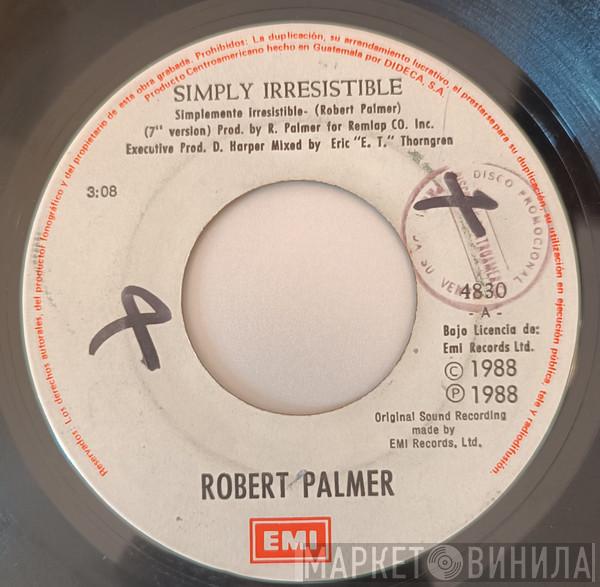 Reservados: Los derechos autorales, del productor fonográfico y del propietario de esta obra grabada. Prohibidos: La duplicación, su arrendamiento lucrativo, el prestarte para su duplicación, su utilización en ejecución pública, tele y radiodifusión.
Producto Centroamericano hecho en Guatemala por DIDECA, S.A.
SIMPLY IRRESISTIBLE
Simplemente Irresistible- (Robert Palmer)
(7" version) Prod. by R. Palmer for Remlap CO. Inc.
Executive Prod. D. Harper Mixed by Eric "E. T." Thorngren
3:08
DISCO PROMOCIONAL
SU VEN
4830
- A -
Bajo Licencia de:
Emi Records Ltd.
© 1988
℗ 1988
Original Sound Recording
made by
EMI Records, Ltd.
ROBERT PALMER
EMI
МАРКЕТ ВИНИЛА